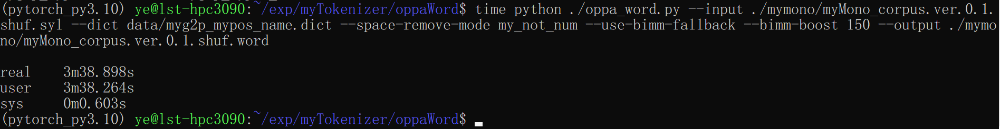 (pytorch_py3.10) ye@lst-hpc3090:~/exp/myTokenizer/oppaWord$ time python ./oppa_word.py --input ./mymono/myMono_corpus.ver.0.1.
shuf.syl --dict data/myg2p_mypos_name.dict --space-remove-mode my_not_num --use-bimm-fallback --bimm-boost 150 --output ./mymo
no/myMono_corpus.ver.0.1.shuf.word
real 3m38.898s
user 3m38.264s
sys 0m0.603s
(pytorch_py3.10) ye@lst-hpc3090:~/exp/myTokenizer/oppaWord$